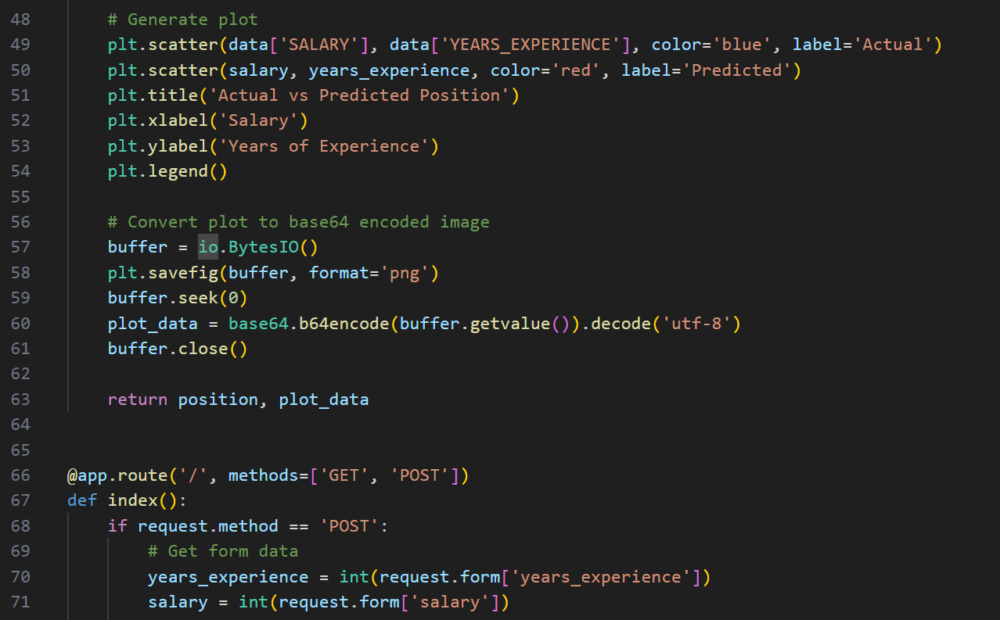 48 # Generate plot
49 plt.scatter(data['SALARY'], data['YEARS_EXPERIENCE'], color='blue', label='Actual')
50 plt.scatter(salary, years_experience, color='red', label='Predicted')
51 plt.title('Actual vs Predicted Position')
52 plt.xlabel('Salary')
53 plt.ylabel('Years of Experience')
54 plt.legend()
55
56 # Convert plot to base64 encoded image
57 buffer = io.BytesIO()
58 plt.savefig(buffer, format='png')
59 buffer.seek(0)
60 plot_data = base64.b64encode(buffer.getvalue()).decode('utf-8')
61 buffer.close()
62
63 return position, plot_data
64
65
66 @app.route('/', methods=['GET', 'POST'])
67 def index():
68 if request.method == 'POST':
69 # Get form data
70 years_experience = int(request.form['years_experience'])
71 salary = int(request.form['salary'])